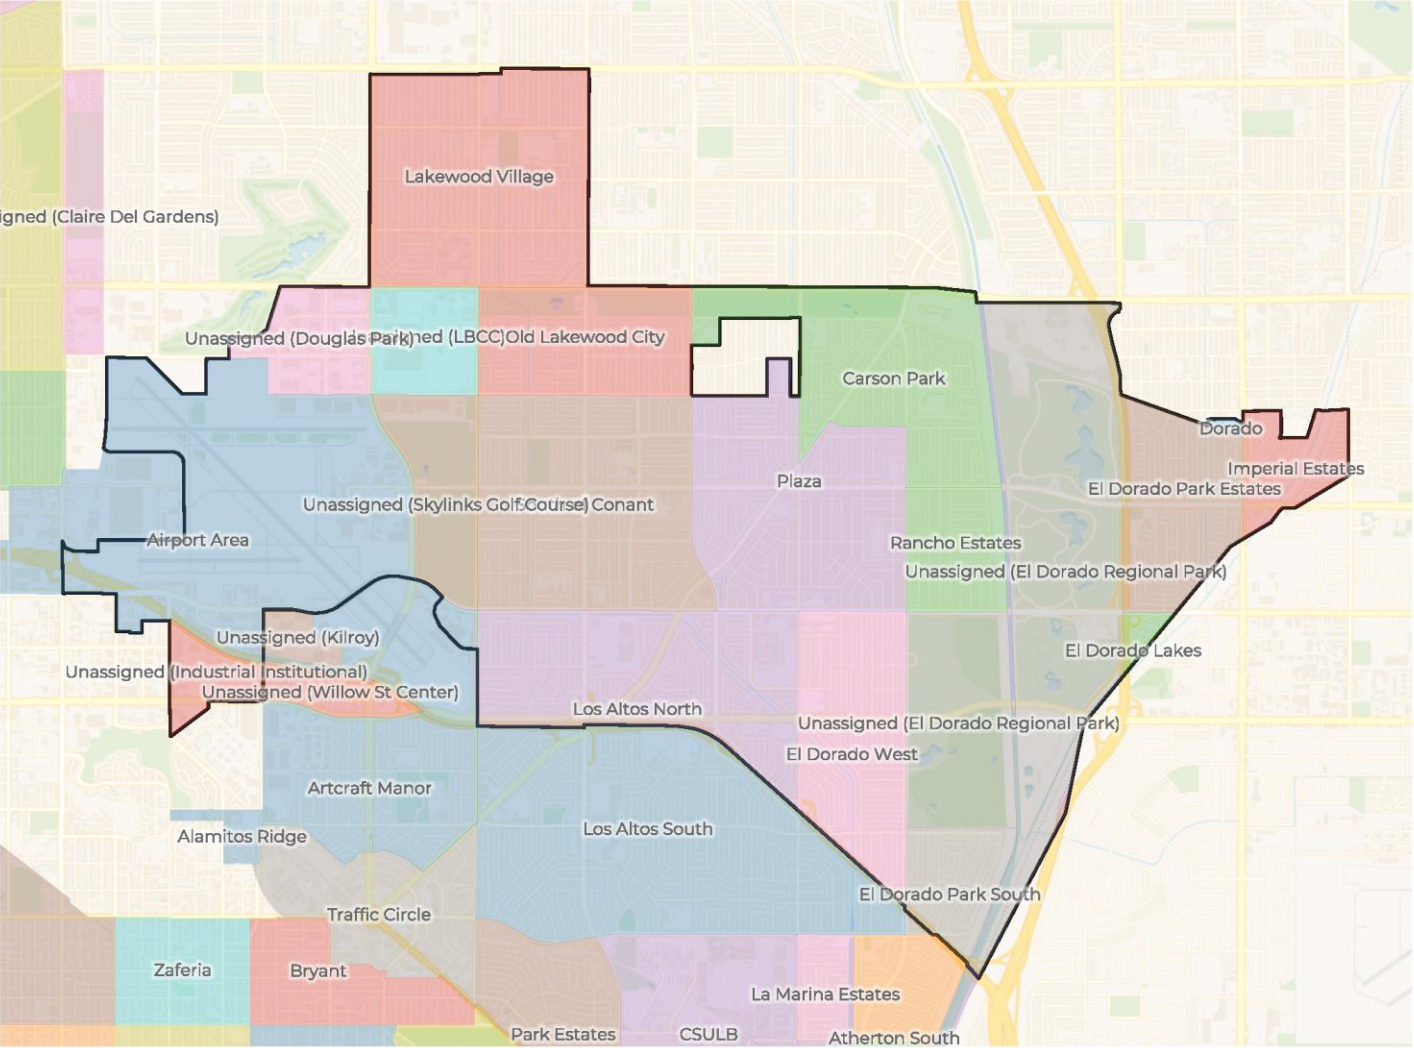 Lakewood Village
igned (Claire Del Gardens)
Unassigned (Douglas Park)
ned (LBCC)
Old Lakewood City
Carson Park
Dorado
Imperial Estates
Plaza
El Dorado Park Estates
Unassigned (Skylinks Golf Course)
Conant
Airport Area
Rancho Estates
Unassigned (El Dorado Regional Park)
Unassigned (Kilroy)
El Dorado Lakes
Unassigned (Industrial Institutional)
Unassigned (Willow St Center)
Los Altos North
Unassigned (El Dorado Regional Park)
El Dorado West
Artcraft Manor
Los Altos South
Alamitos Ridge
El Dorado Park South
Traffic Circle
Zaferia
Bryant
La Marina Estates
Park Estates
CSULB
Atherton South